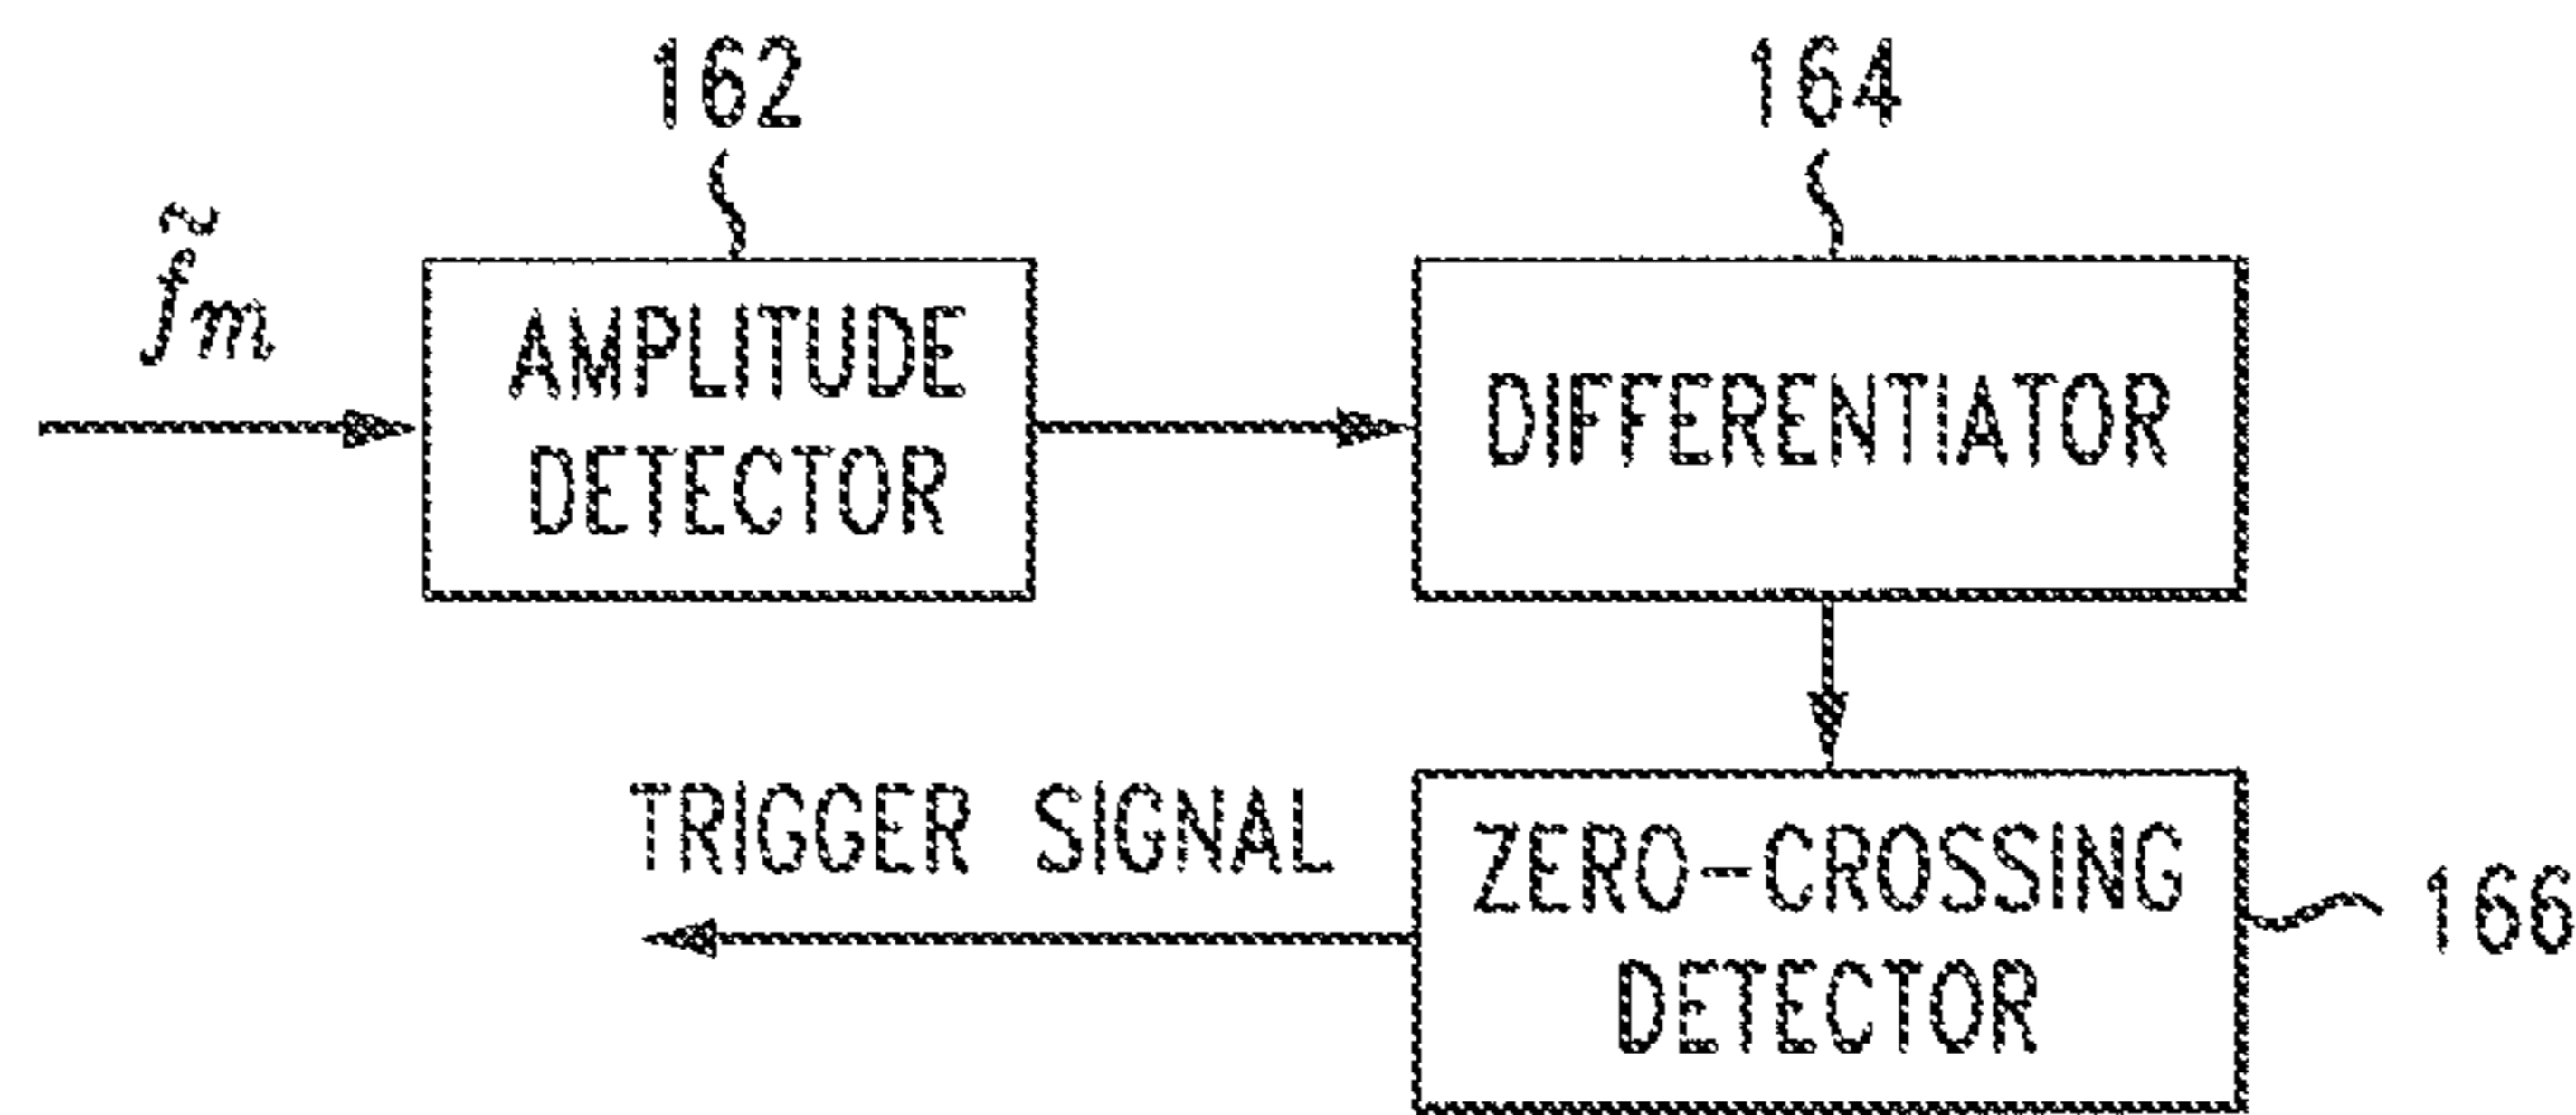 162
164
f̃m
AMPLITUDE
DETECTOR
DIFFERENTIATOR
TRIGGER SIGNAL
ZERO-CROSSING
DETECTOR
166